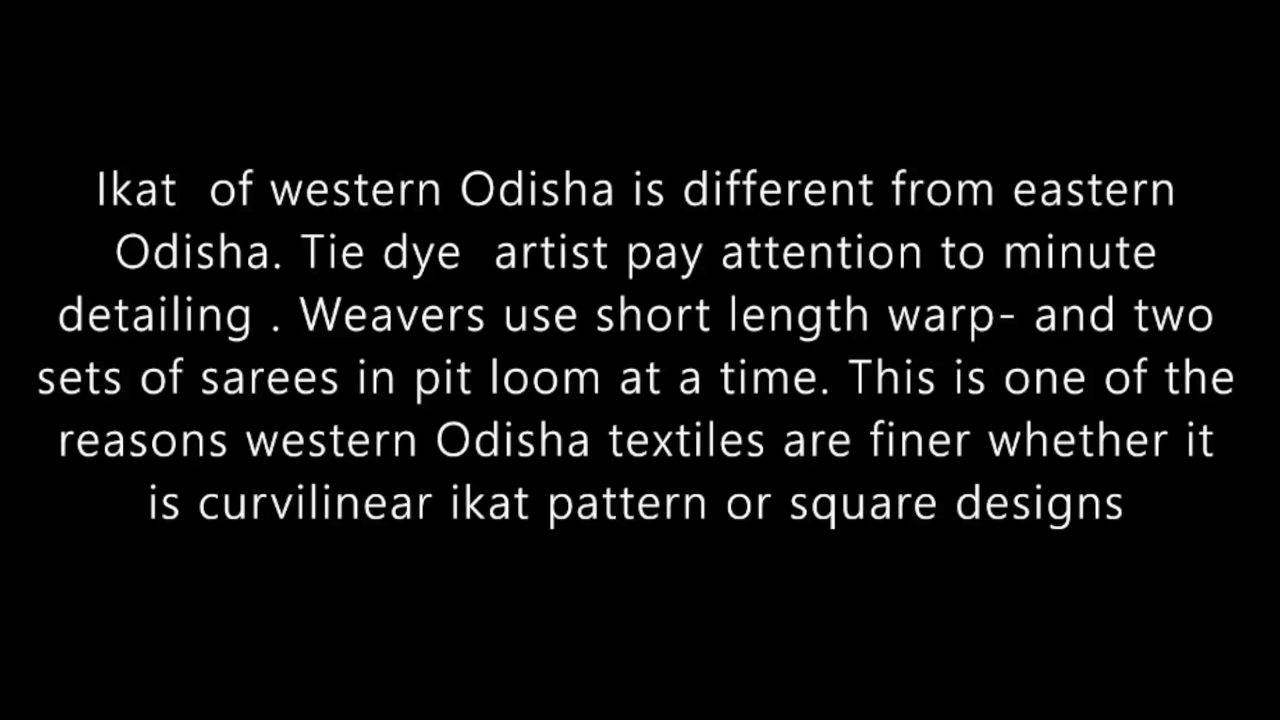 Ikat  of western Odisha is different from eastern
Odisha. Tie dye  artist pay attention to minute
detailing . Weavers use short length warp- and two
sets of sarees in pit loom at a time. This is one of the
reasons western Odisha textiles are finer whether it
is curvilinear ikat pattern or square designs